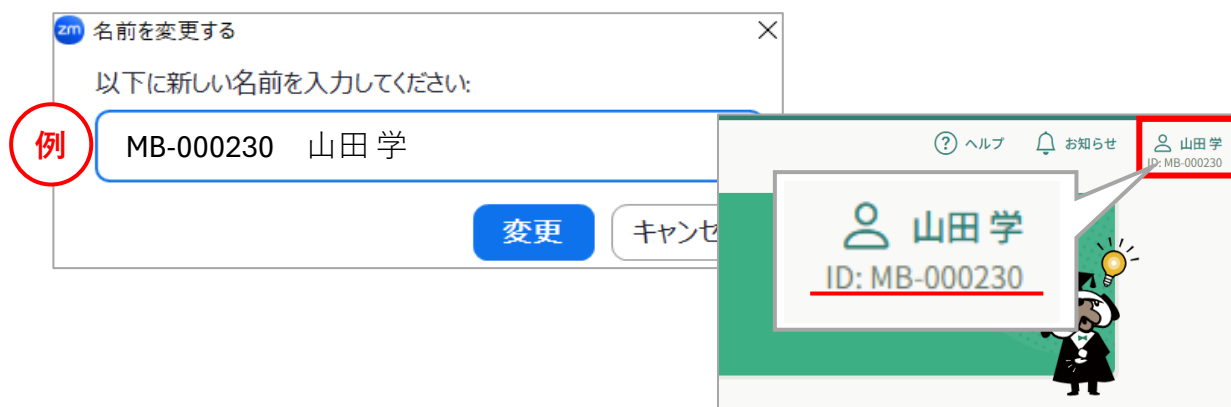 zm 名前を変更する
以下に新しい名前を入力してください:
例
MB-000230 山田 学
変更
キャンセ
ヘルプ
お知らせ
山田 学
ID: MB-000230
山田 学
ID: MB-000230